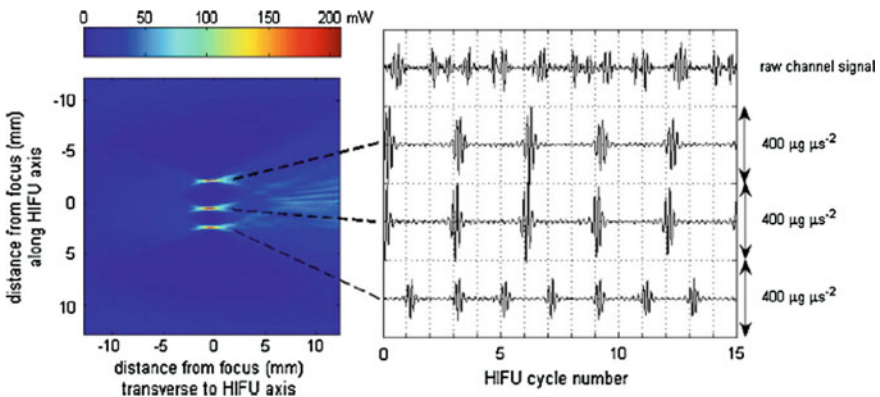 0 50 100 150 200 mW
-10
-5
0
5
10
distance from focus (mm)
along HIFU axis
-10 -5 0 5 10
distance from focus (mm)
transverse to HIFU axis
raw channel signal
400 µg µs-2
400 µg µs-2
400 µg µs-2
0 5 10 15
HIFU cycle number